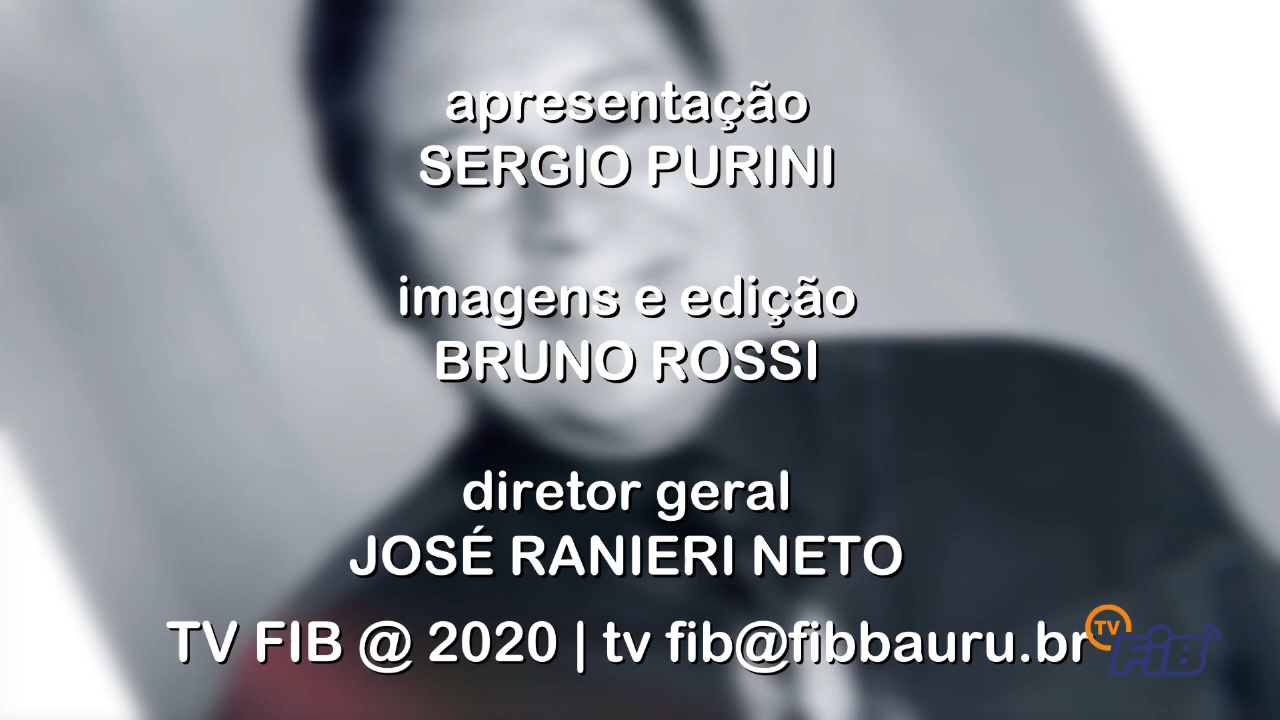 apresentação
SERGIO PURINI
imagens e edição
BRUNO ROSSI
diretor geral
JOSÉ RANIERI NETO
TV FIB @ 2020 | tv fib@fibbauru.br
TV FiB